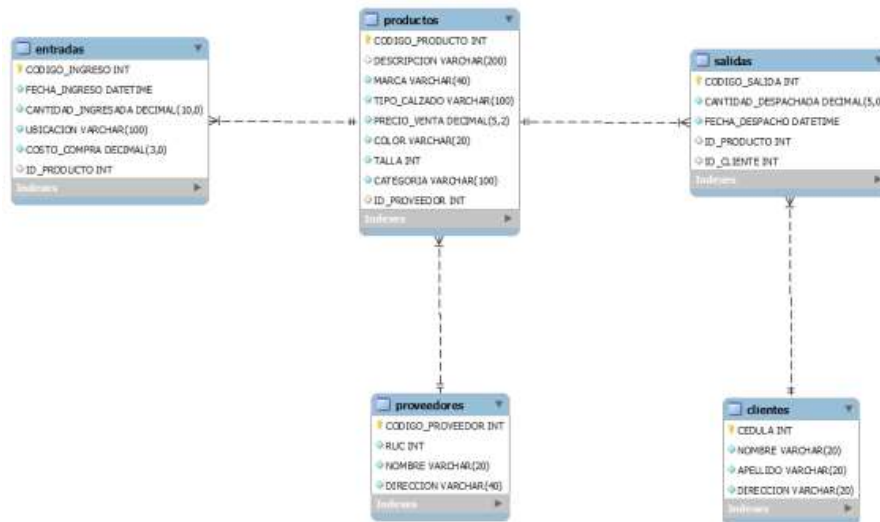 entradas
CODIGO_INGRESO INT
FECHA_INGRESO DATETIME
CANTIDAD_INGRESADA DECIMAL(10,0)
UBICACION VARCHAR(100)
COSTO_COMPRA DECIMAL(3,0)
ID_PRODUCTO INT
Indexes
productos
CODIGO_PRODUCTO INT
DESCRIPCION VARCHAR(200)
MARCA VARCHAR(40)
TIPO_CALZADO VARCHAR(100)
PRECIO_VENTA DECIMAL(5,2)
COLOR VARCHAR(20)
TALLA INT
CATEGORIA VARCHAR(100)
ID_PROVEEDOR INT
Indexes
salidas
CODIGO_SALIDA INT
CANTIDAD_DESPACHADA DECIMAL(5,0
FECHA_DESPACHO DATETIME
ID_PRODUCTO INT
ID_CLIENTE INT
Indexes
proveedores
CODIGO_PROVEEDOR INT
RUC INT
NOMBRE VARCHAR(20)
DIRECCION VARCHAR(40)
Indexes
clientes
CEDULA INT
NOMBRE VARCHAR(20)
APELLIDO VARCHAR(20)
DIRECCION VARCHAR(20)
Indexes